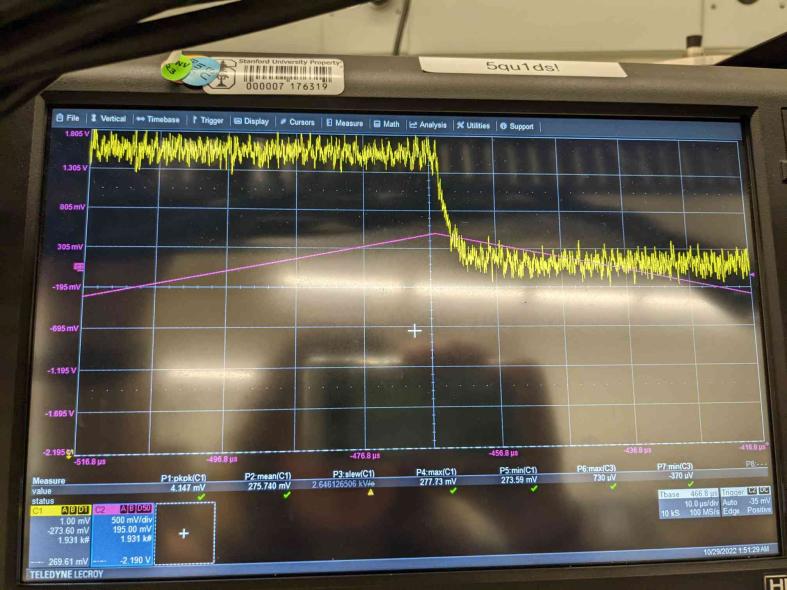 Stanford University Property
000007 176319
5qu1ds!
File Vertical Timebase Trigger Display Cursors Measure Math Analysis Utilities Support
1.805 V
1.305 V
805 mV
305 mV
-195 mV
-695 mV
-1.195 V
-1.695 V
-2.195
-516.8 µs -496.8 µs -476.8 µs -456.8 µs -436.8 µs -416.8 µs
Measure P1:pkpk(C1) P2:mean(C1) P3:slew(C1) P4:max(C1) P5:min(C1) P6:max(C3) P7:min(C3) P8:---
value 4.147 mV 275.740 mV 2.646126506 kV/s 277.73 mV 273.59 mV 730 µV -370 µV
status
C1 A B D1 C2 A B D50
1.00 mV 500 mV/div
-273.60 mV 195.00 mV
1.931 k# 1.931 k#
269.61 mV -2.190 V
+
Tbase 466.8 µs Trigger C2 DC
10.0 µs/div Auto -35 mV
10 kS 100 MS/s Edge Positive
TELEDYNE LECROY
10/29/2022 1:51:29 AM